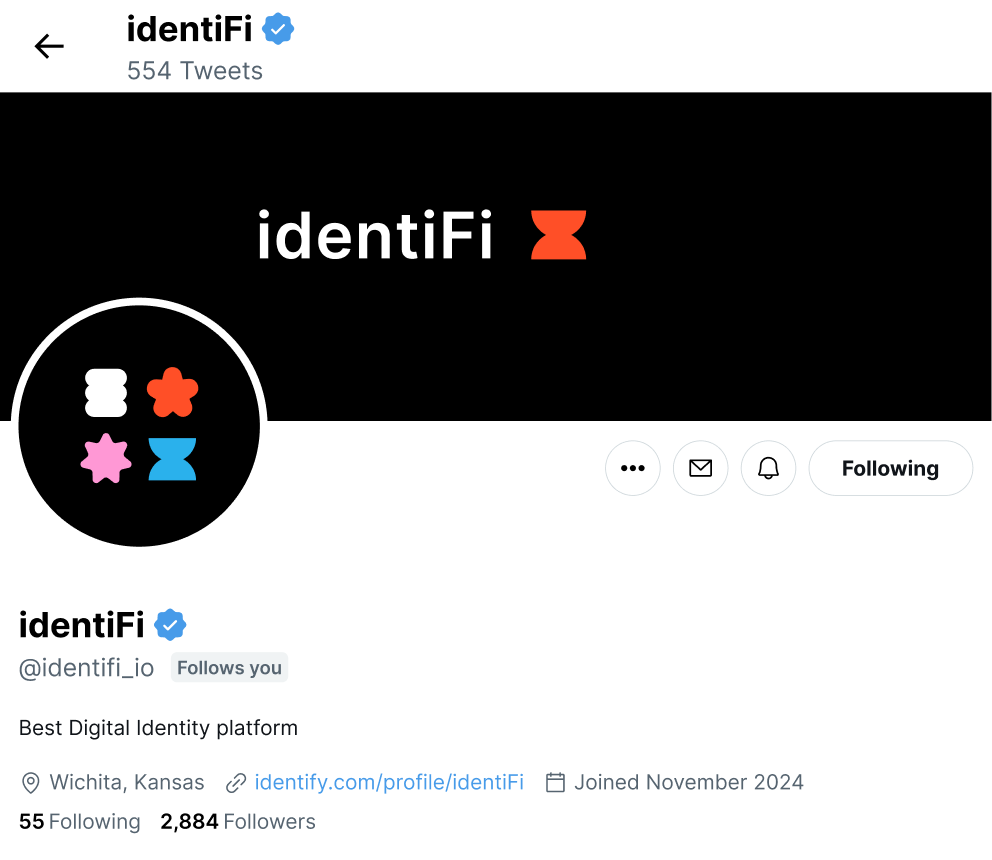 identiFi
554 Tweets
identiFi
Following
identiFi
@identifi_io Follows you
Best Digital Identity platform
Wichita, Kansas identify.com/profile/identiFi Joined November 2024
55 Following 2,884 Followers